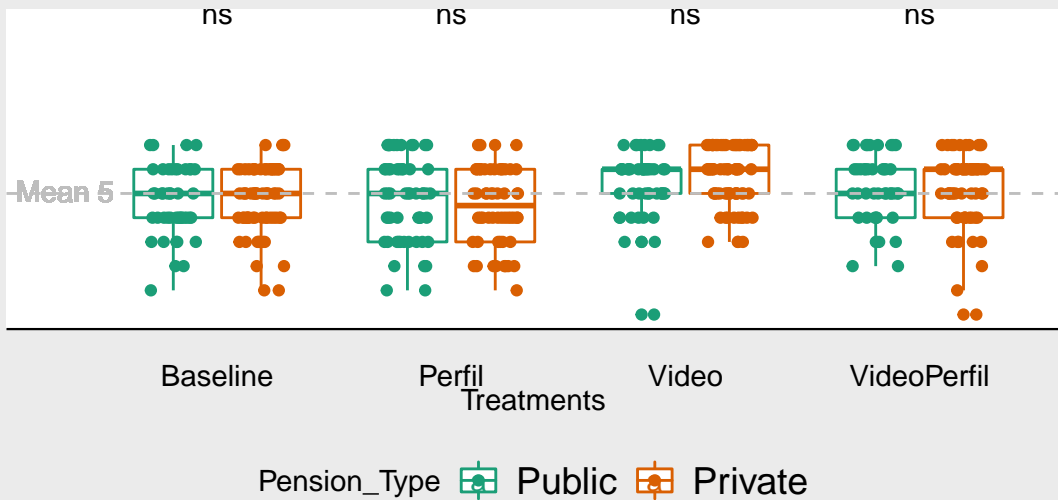 ns ns ns ns
Mean 5
Baseline Perfil Video VideoPerfil
Treatments
Pension_Type Public Private